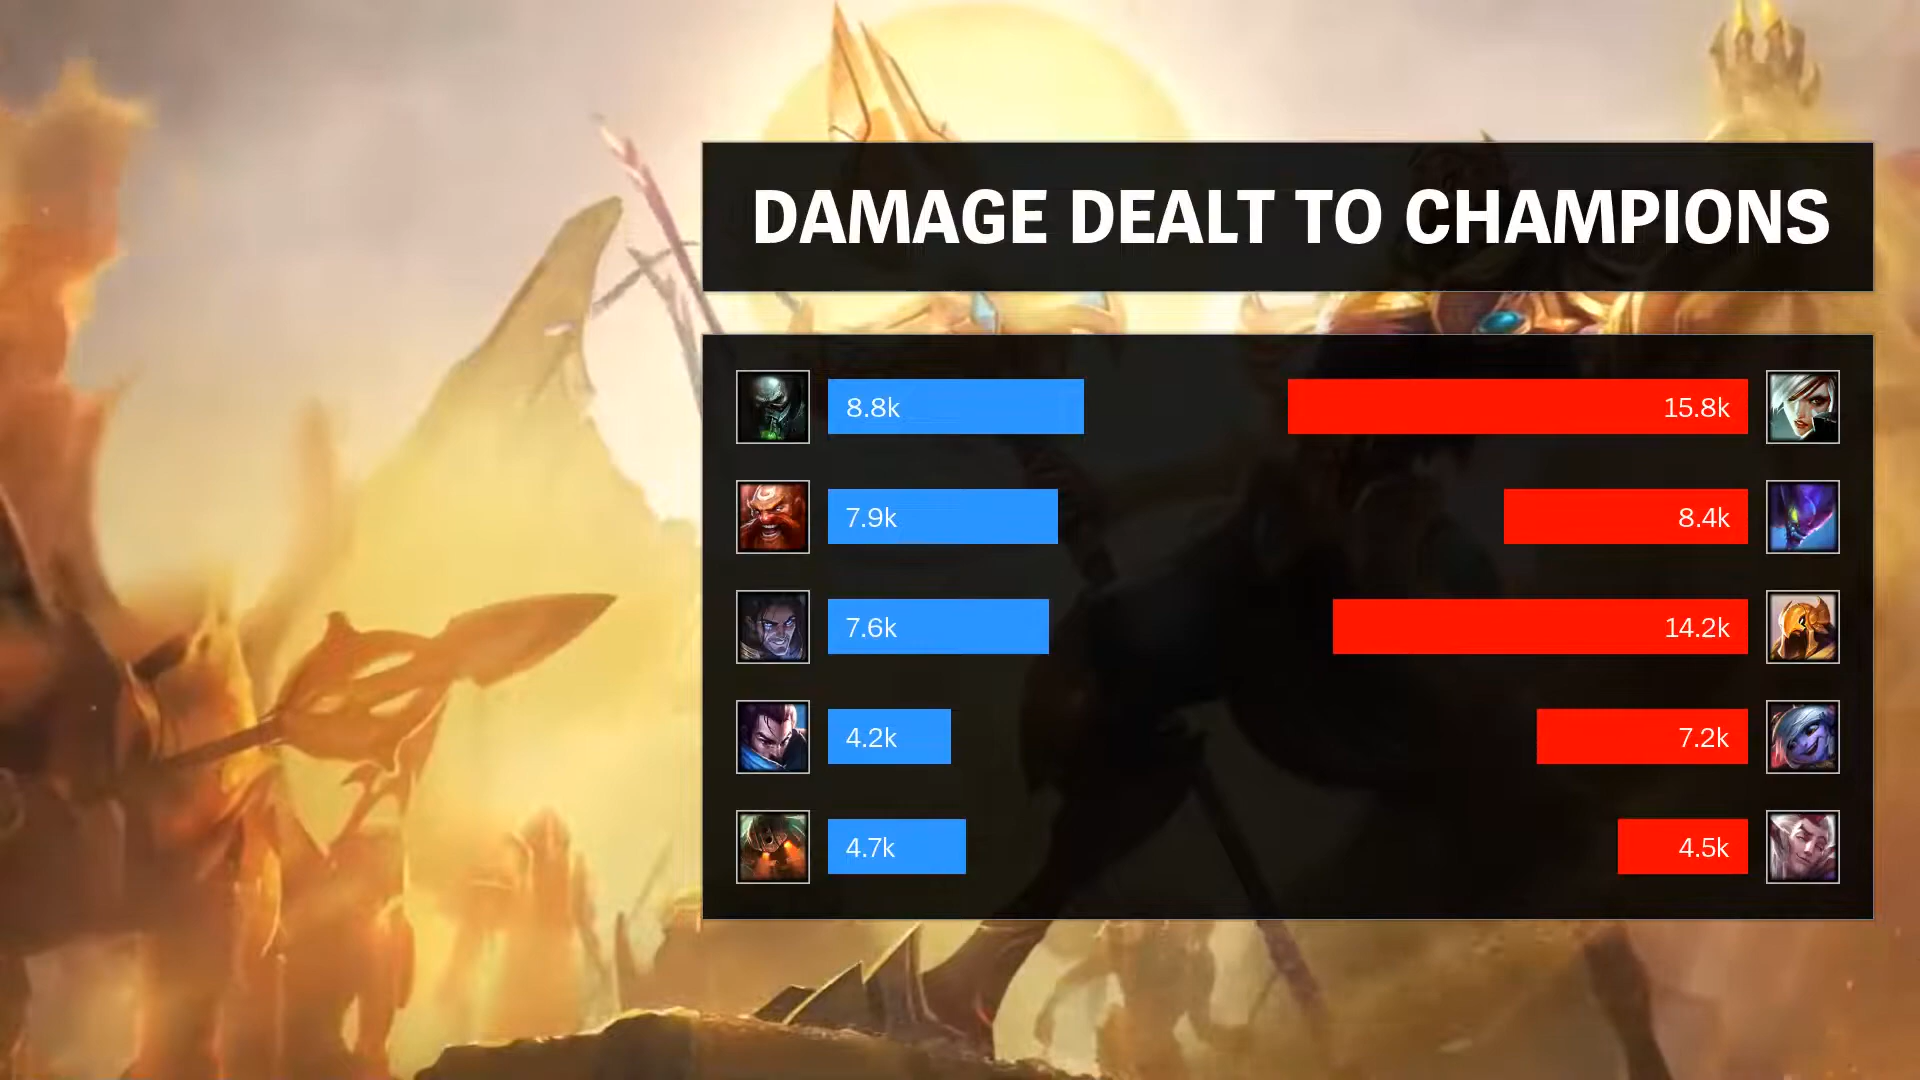 DAMAGE DEALT TO CHAMPIONS
8.8k 15.8k
7.9k 8.4k
7.6k 14.2k
4.2k 7.2k
4.7k 4.5k